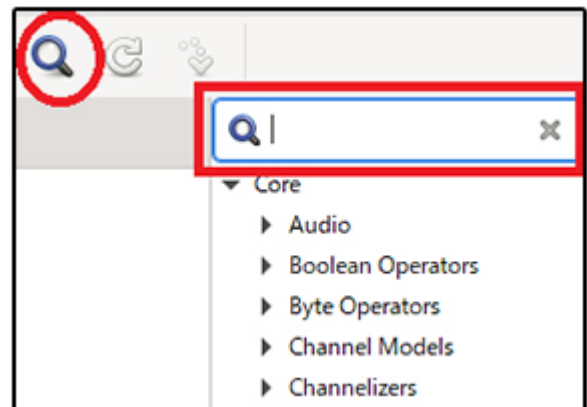 Core
Audio
Boolean Operators
Byte Operators
Channel Models
Channelizers